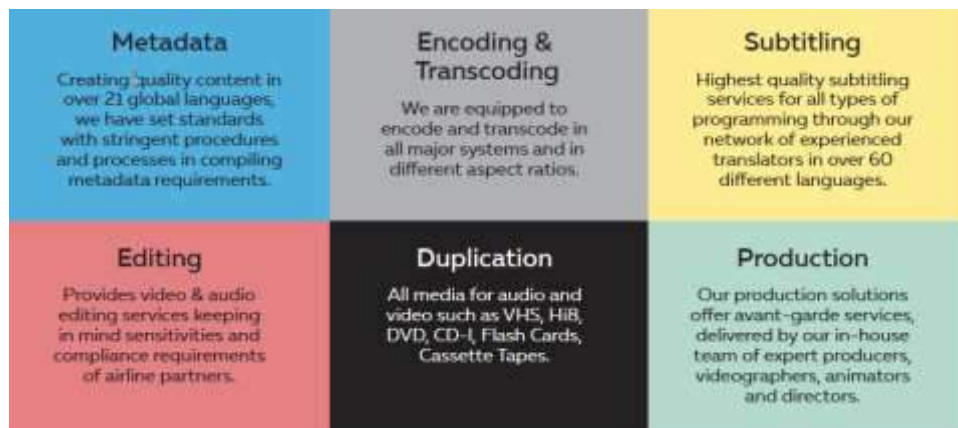 Metadata
Creating quality content in
over 21 global languages,
we have set standards
with stringent procedures
and processes in compiling
metadata requirements.
Encoding &
Transcoding
We are equipped to
encode and transcode in
all major systems and in
different aspect ratios.
Subtitling
Highest quality subtitling
services for all types of
programming through our
network of experienced
translators in over 60
different languages.
Editing
Provides video & audio
editing services keeping
in mind sensitivities and
compliance requirements
of airline partners.
Duplication
All media for audio and
video such as VHS, Hi8,
DVD, CD-I, Flash Cards,
Cassette Tapes.
Production
Our production solutions
offer avant-garde services,
delivered by our in-house
team of expert producers,
videographers, animators
and directors.